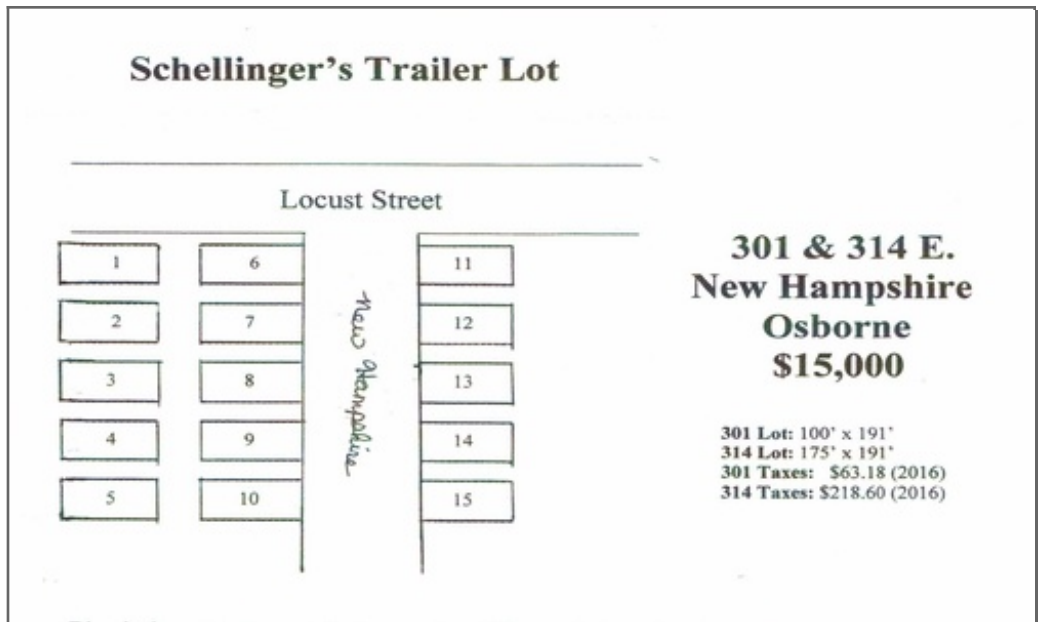 Schellinger's Trailer Lot
Locust Street
1
6
11
2
7
12
3
8
13
4
9
14
5
10
15
New Hampshire
301 & 314 E.
New Hampshire
Osborne
$15,000
301 Lot: 100' x 191'
314 Lot: 175' x 191'
301 Taxes: $63.18 (2016)
314 Taxes: $218.60 (2016)